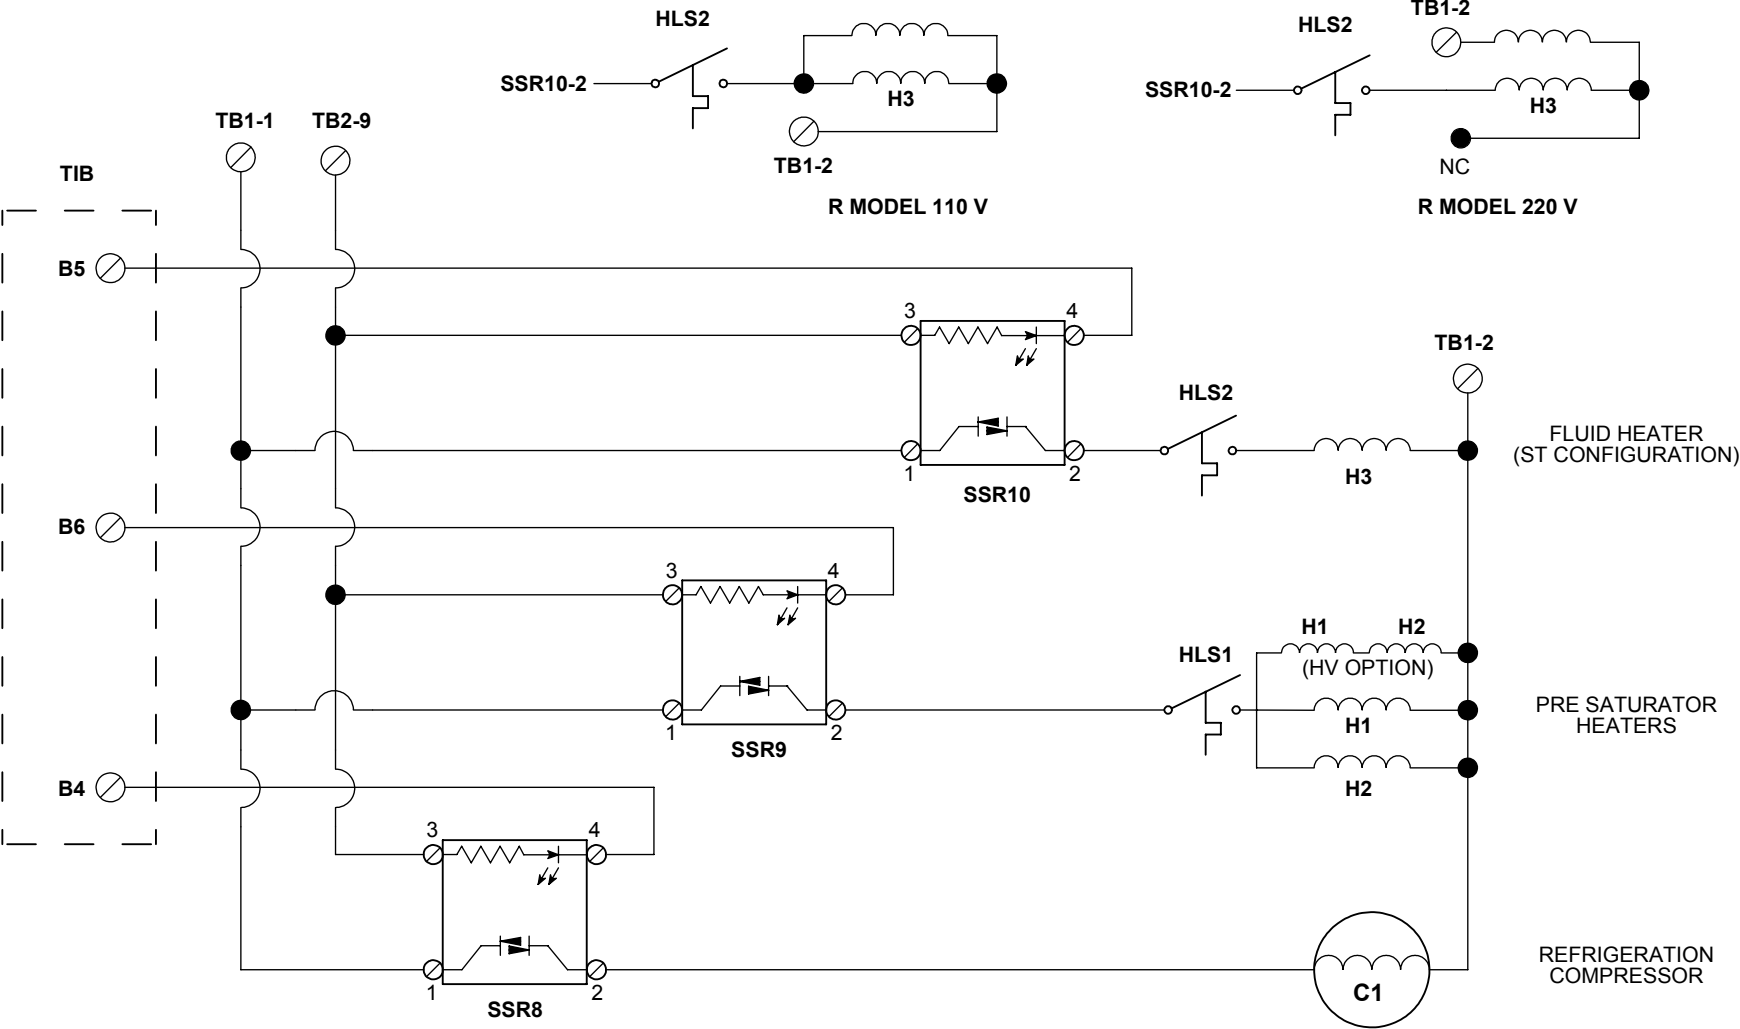 HLS2
SSR10-2
H3
TB1-2
R MODEL 110 V
TB1-2
HLS2
SSR10-2
H3
NC
R MODEL 220 V
TB1-1
TB2-9
TIB
B5
3
4
1
2
SSR10
HLS2
H3
TB1-2
FLUID HEATER
(ST CONFIGURATION)
B6
3
4
1
2
SSR9
HLS1
H1
H2
(HV OPTION)
H1
H2
PRE SATURATOR
HEATERS
B4
3
4
1
2
SSR8
C1
REFRIGERATION
COMPRESSOR